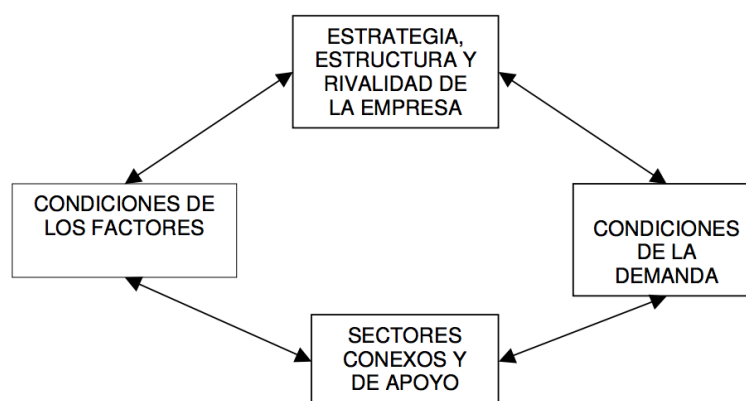 ESTRATEGIA,
ESTRUCTURA Y
RIVALIDAD DE
LA EMPRESA
CONDICIONES DE
LOS FACTORES
CONDICIONES
DE LA
DEMANDA
SECTORES
CONEXOS Y
DE APOYO